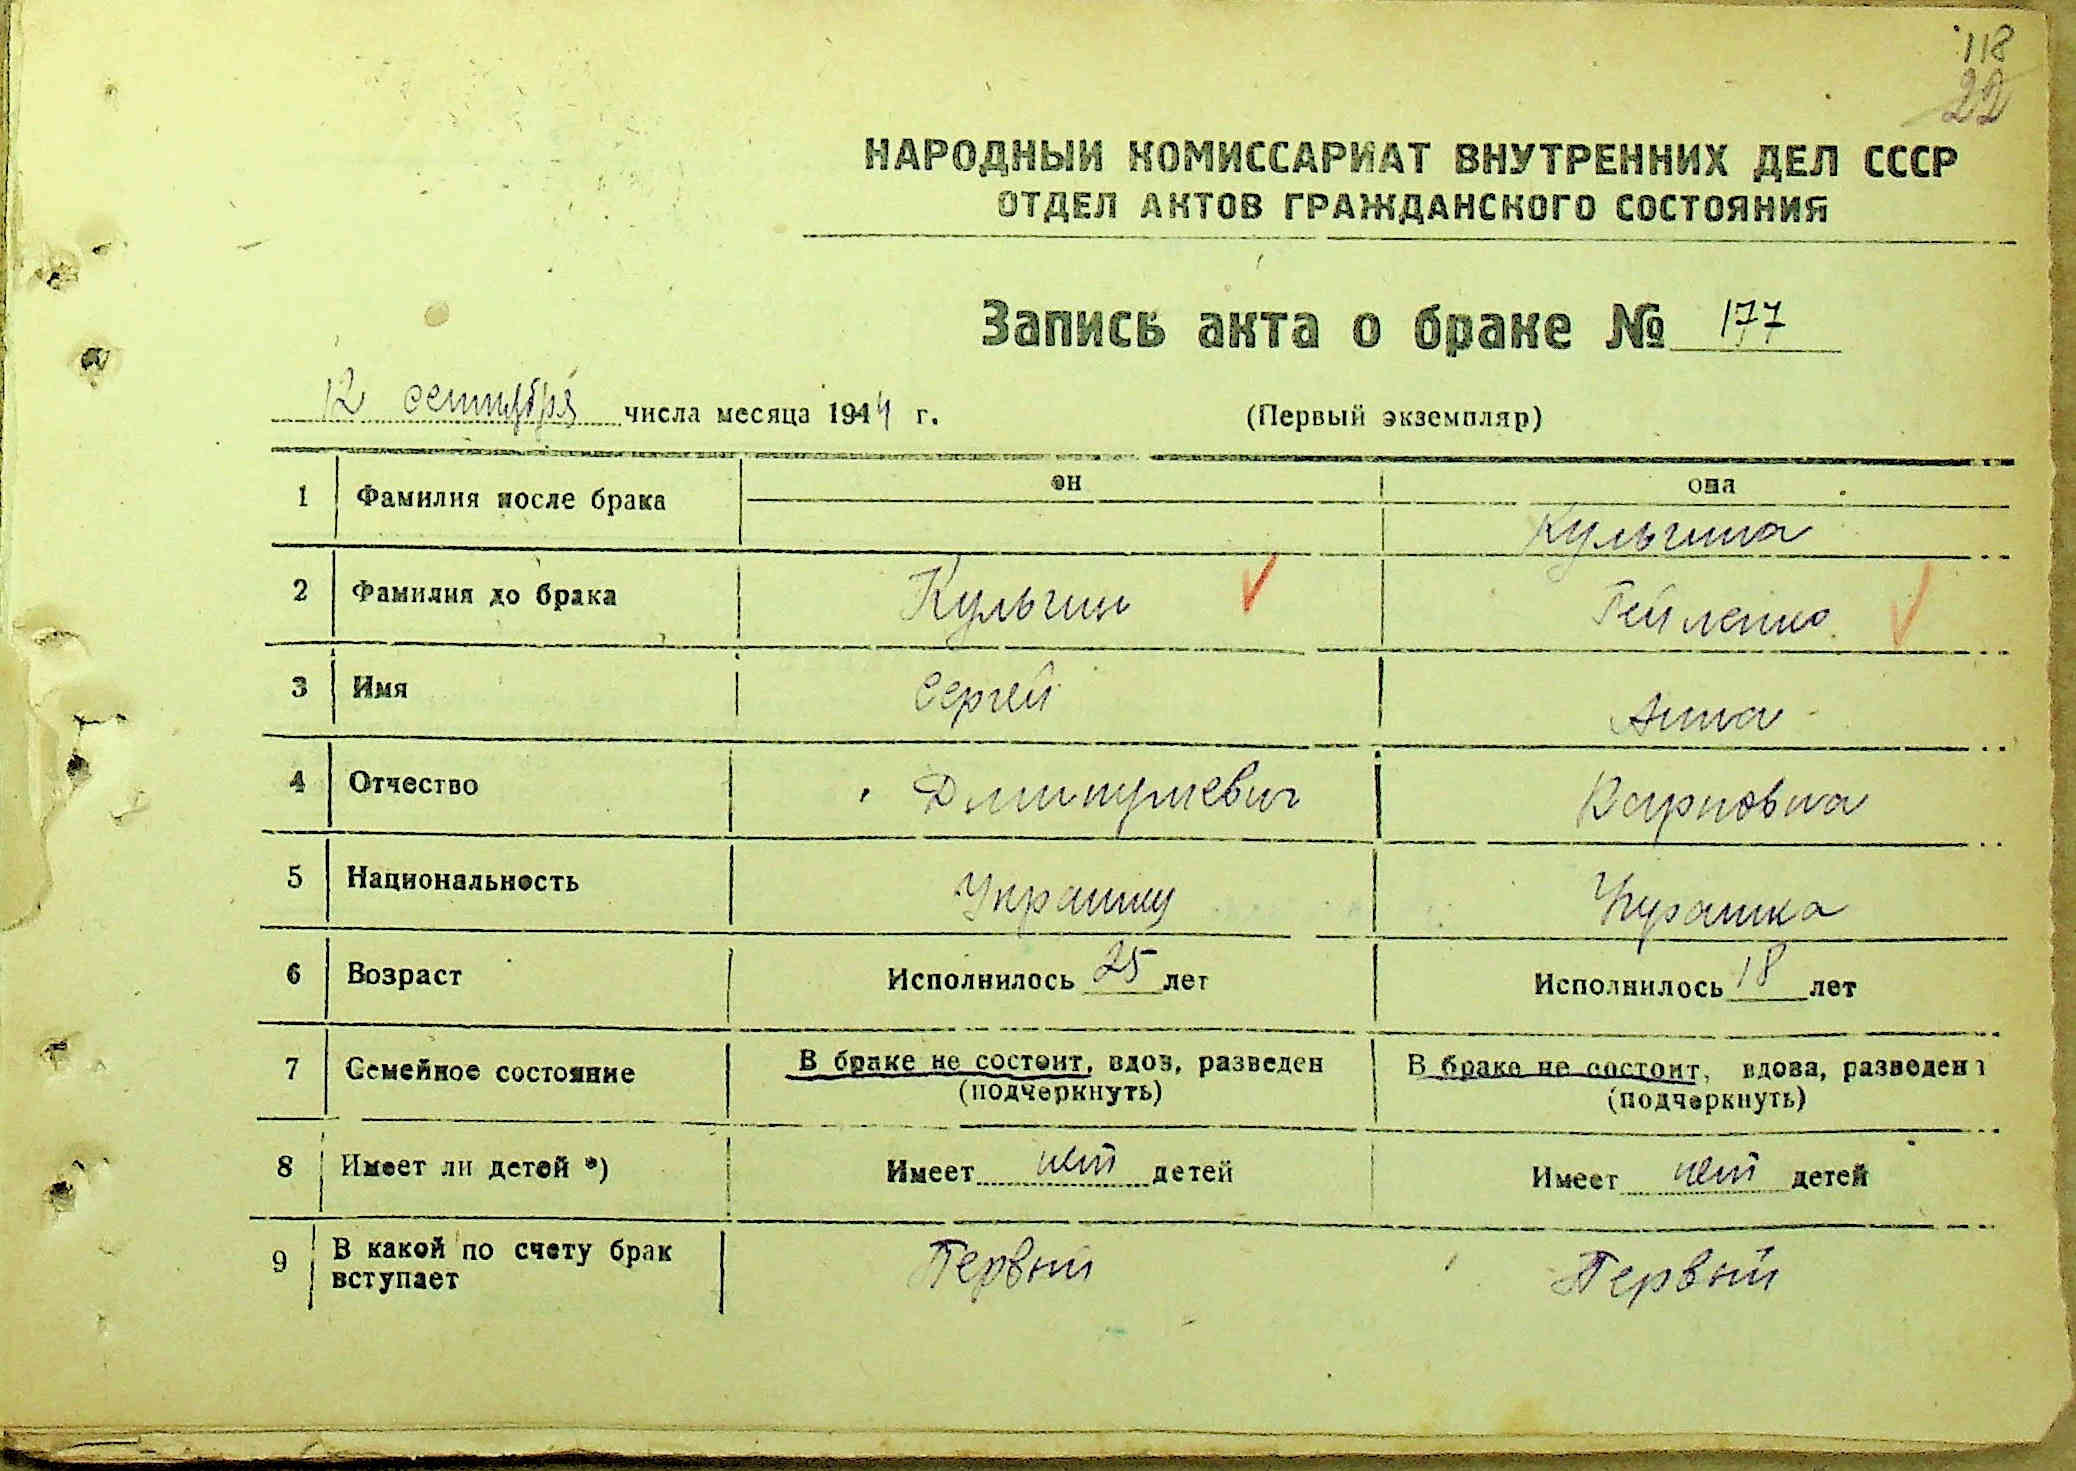 118
22
НАРОДНЫЙ КОМИССАРИАТ ВНУТРЕННИХ ДЕЛ СССР
ОТДЕЛ АКТОВ ГРАЖДАНСКОГО СОСТОЯНИЯ
Запись акта о браке № 177
12 сентября числа месяца 1944 г. (Первый экземпляр)
он она
1 Фамилия после брака Кульгина
2 Фамилия до брака Кульгин
3 Имя Сергей Анна
4 Отчество Дмитриевич Карповна
5 Национальность
6 Возраст Исполнилось 25 лет Исполнилось 18 лет
7 Семейное состояние В браке не состоит, вдов, разведен В браке не состоит, вдова, разведена
(подчеркнуть) (подчеркнуть)
8 Имеет ли детей *) Имеет нет детей Имеет нет детей
9 В какой по счету брак вступает Первый Первый